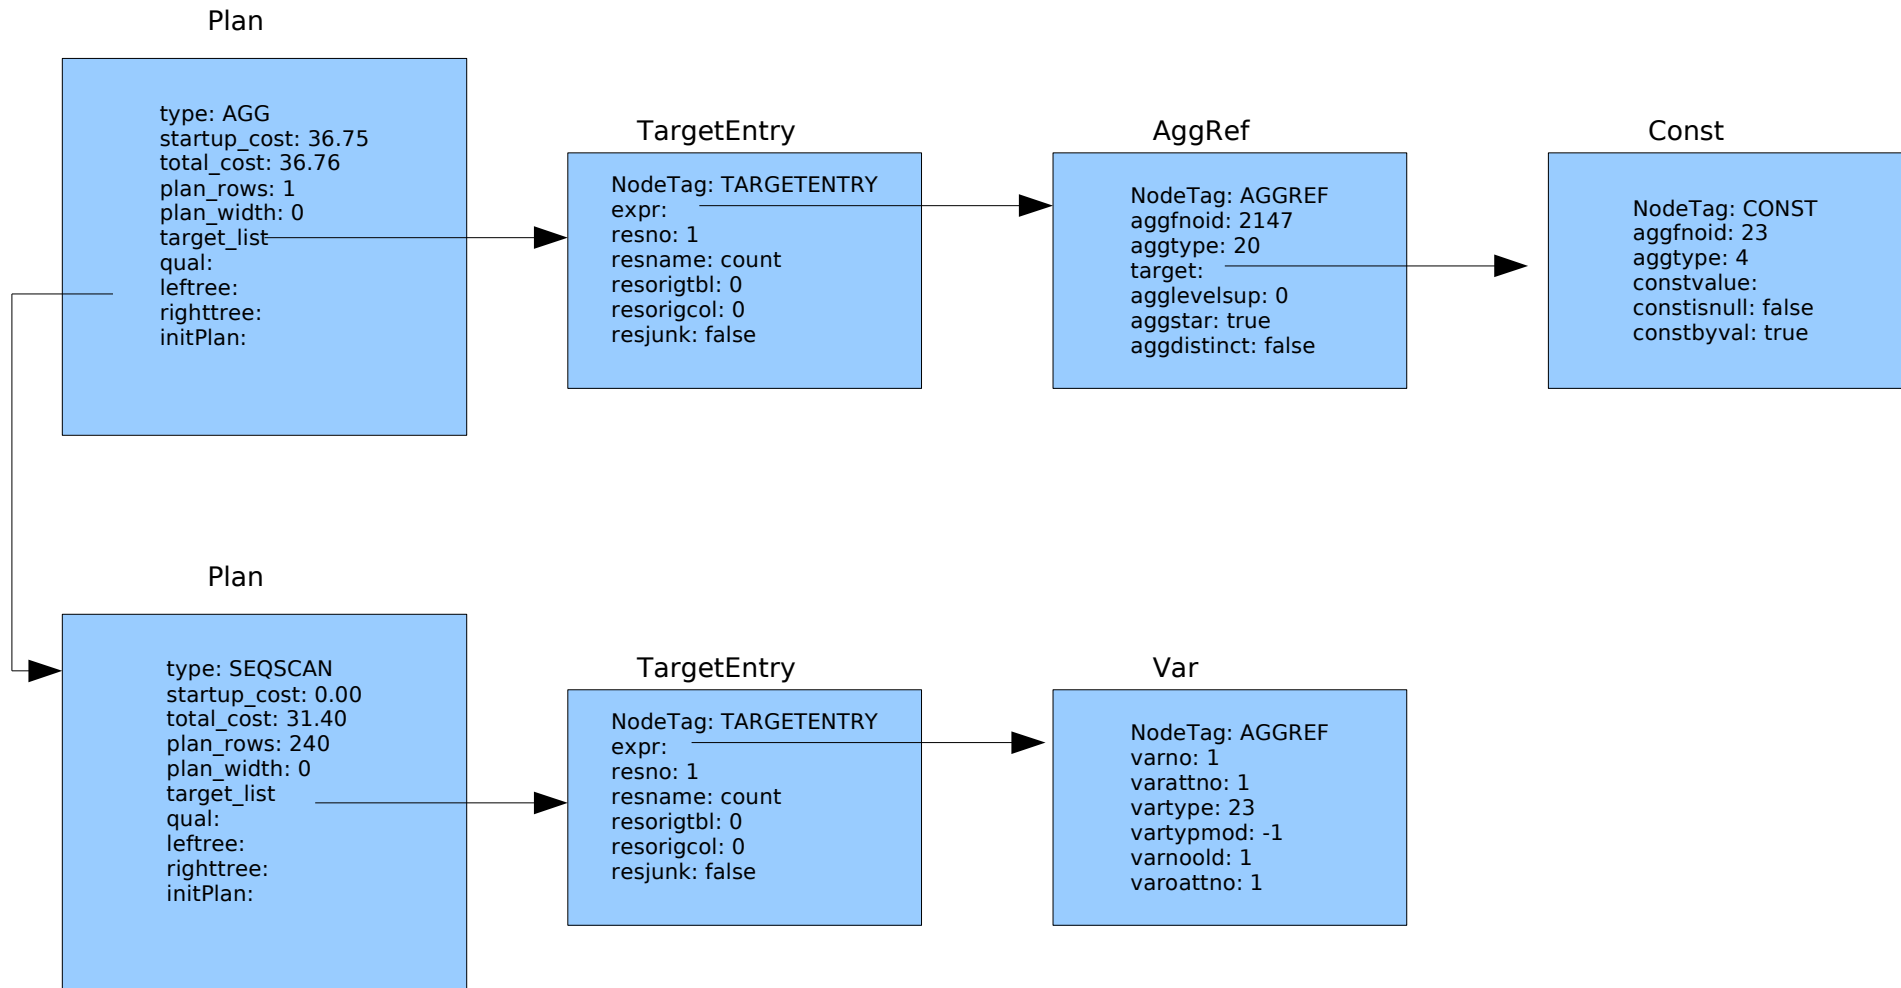 Plan
type: AGG
startup_cost: 36.75
total_cost: 36.76
plan_rows: 1
plan_width: 0
target_list
qual:
leftree:
righttree:
initPlan:
TargetEntry
NodeTag: TARGETENTRY
expr:
resno: 1
resname: count
resorigtbl: 0
resorigcol: 0
resjunk: false
AggRef
NodeTag: AGGREF
aggfnoid: 2147
aggtype: 20
target:
agglevelsup: 0
aggstar: true
aggdistinct: false
Const
NodeTag: CONST
aggfnoid: 23
aggtype: 4
constvalue:
constisnull: false
constbyval: true
Plan
type: SEQSCAN
startup_cost: 0.00
total_cost: 31.40
plan_rows: 240
plan_width: 0
target_list
qual:
leftree:
righttree:
initPlan:
TargetEntry
NodeTag: TARGETENTRY
expr:
resno: 1
resname: count
resorigtbl: 0
resorigcol: 0
resjunk: false
Var
NodeTag: AGGREF
varno: 1
varattno: 1
vartype: 23
vartypmod: -1
varnoold: 1
varoattno: 1